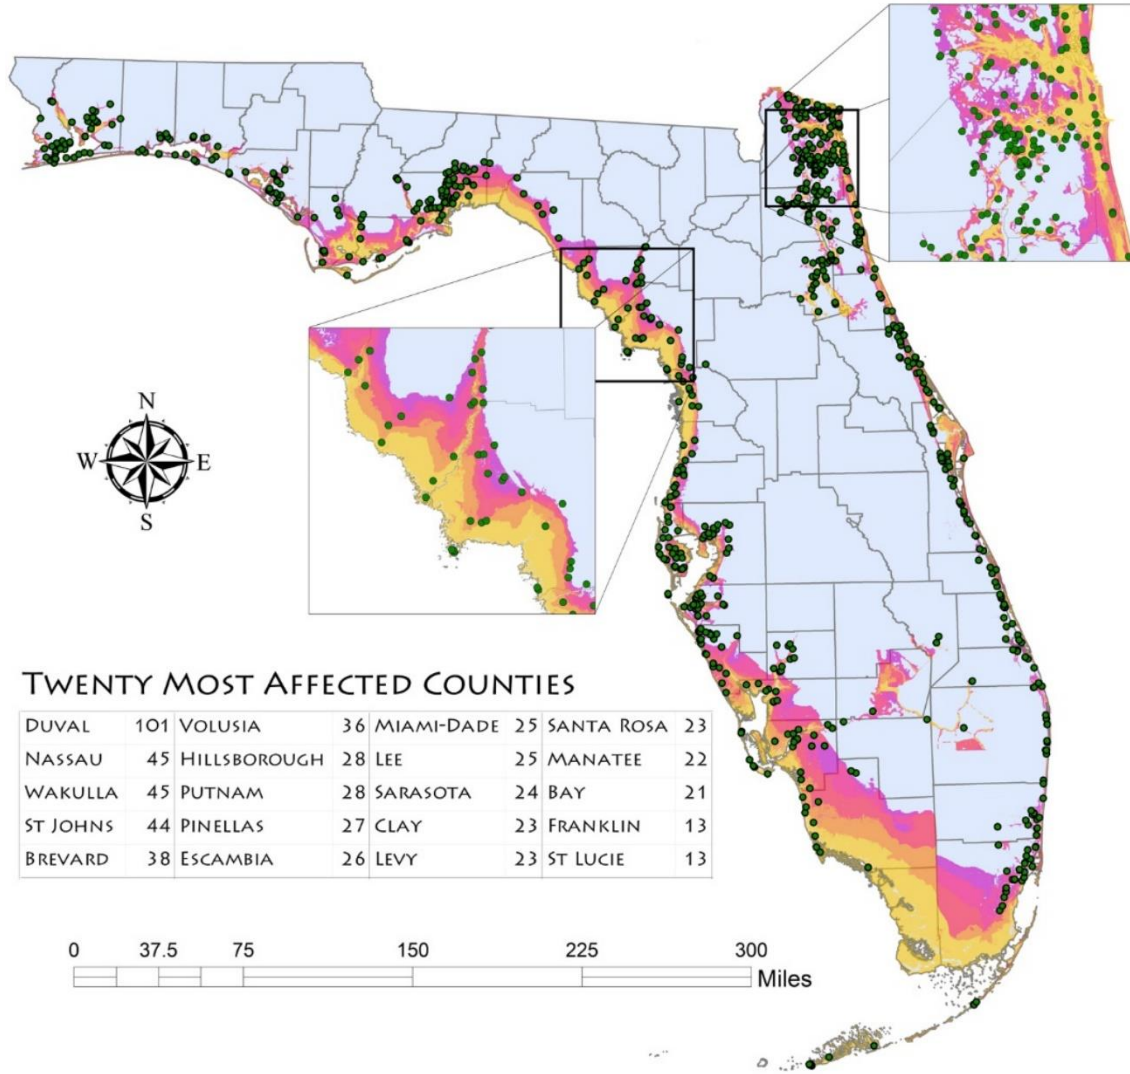 N
W E
S
TWENTY MOST AFFECTED COUNTIES
DUVAL 101 VOLUSIA 36 MIAMI-DADE 25 SANTA ROSA 23
NASSAU 45 HILLSBOROUGH 28 LEE 25 MANATEE 22
WAKULLA 45 PUTNAM 28 SARASOTA 24 BAY 21
ST JOHNS 44 PINELLAS 27 CLAY 23 FRANKLIN 13
BREVARD 38 ESCAMBIA 26 LEVY 23 ST LUCIE 13
0 37.5 75 150 225 300
Miles